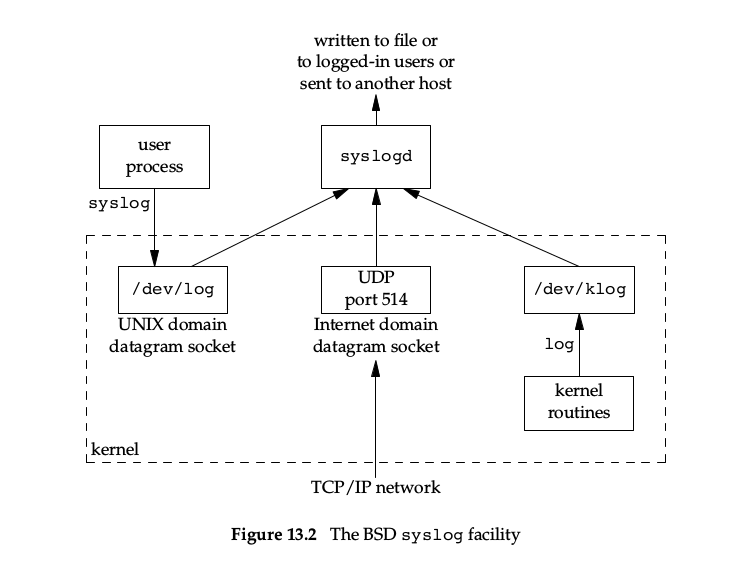 written to file or
to logged-in users or
sent to another host
user
process
syslogd
syslog
/dev/log
UDP
port 514
/dev/klog
UNIX domain
datagram socket
Internet domain
datagram socket
log
kernel
routines
kernel
TCP/IP network
Figure 13.2 The BSD syslog facility